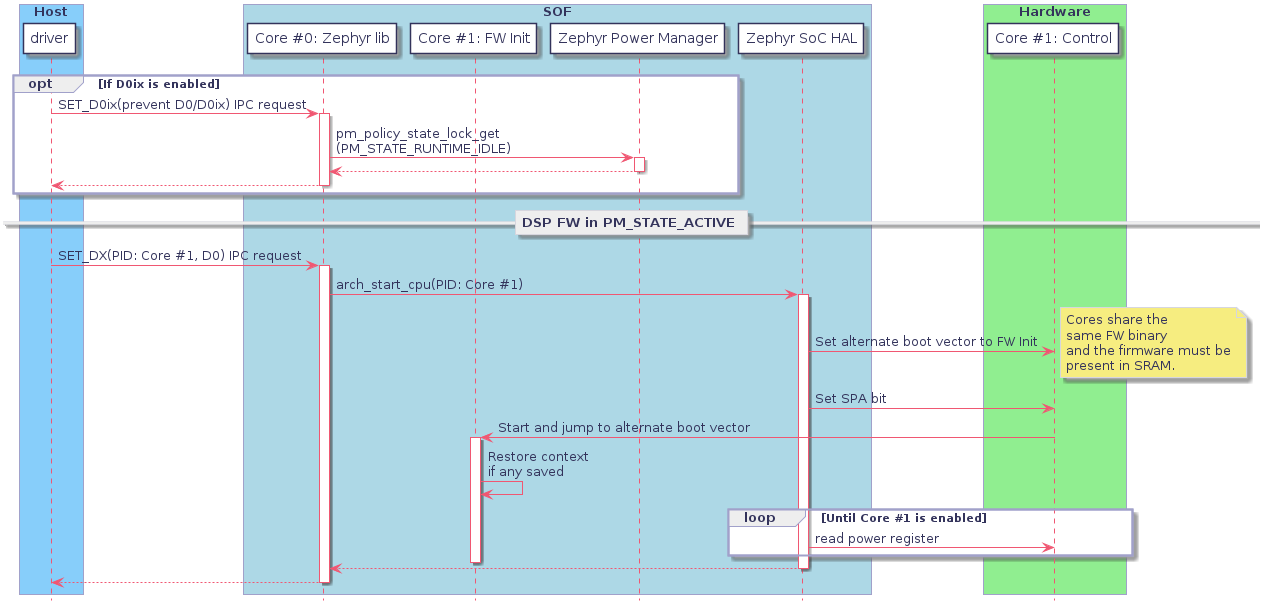 Host
SOF
Hardware
driver
Core #0: Zephyr lib
Core #1: FW Init
Zephyr Power Manager
Zephyr SoC HAL
Core #1: Control
opt
[If D0ix is enabled]
SET_D0ix(prevent D0/D0ix) IPC request
pm_policy_state_lock_get
(PM_STATE_RUNTIME_IDLE)
DSP FW in PM_STATE_ACTIVE
SET_DX(PID: Core #1, D0) IPC request
arch_start_cpu(PID: Core #1)
Cores share the
same FW binary
and the firmware must be
present in SRAM.
Set alternate boot vector to FW Init
Set SPA bit
Start and jump to alternate boot vector
Restore context
if any saved
loop
[Until Core #1 is enabled]
read power register